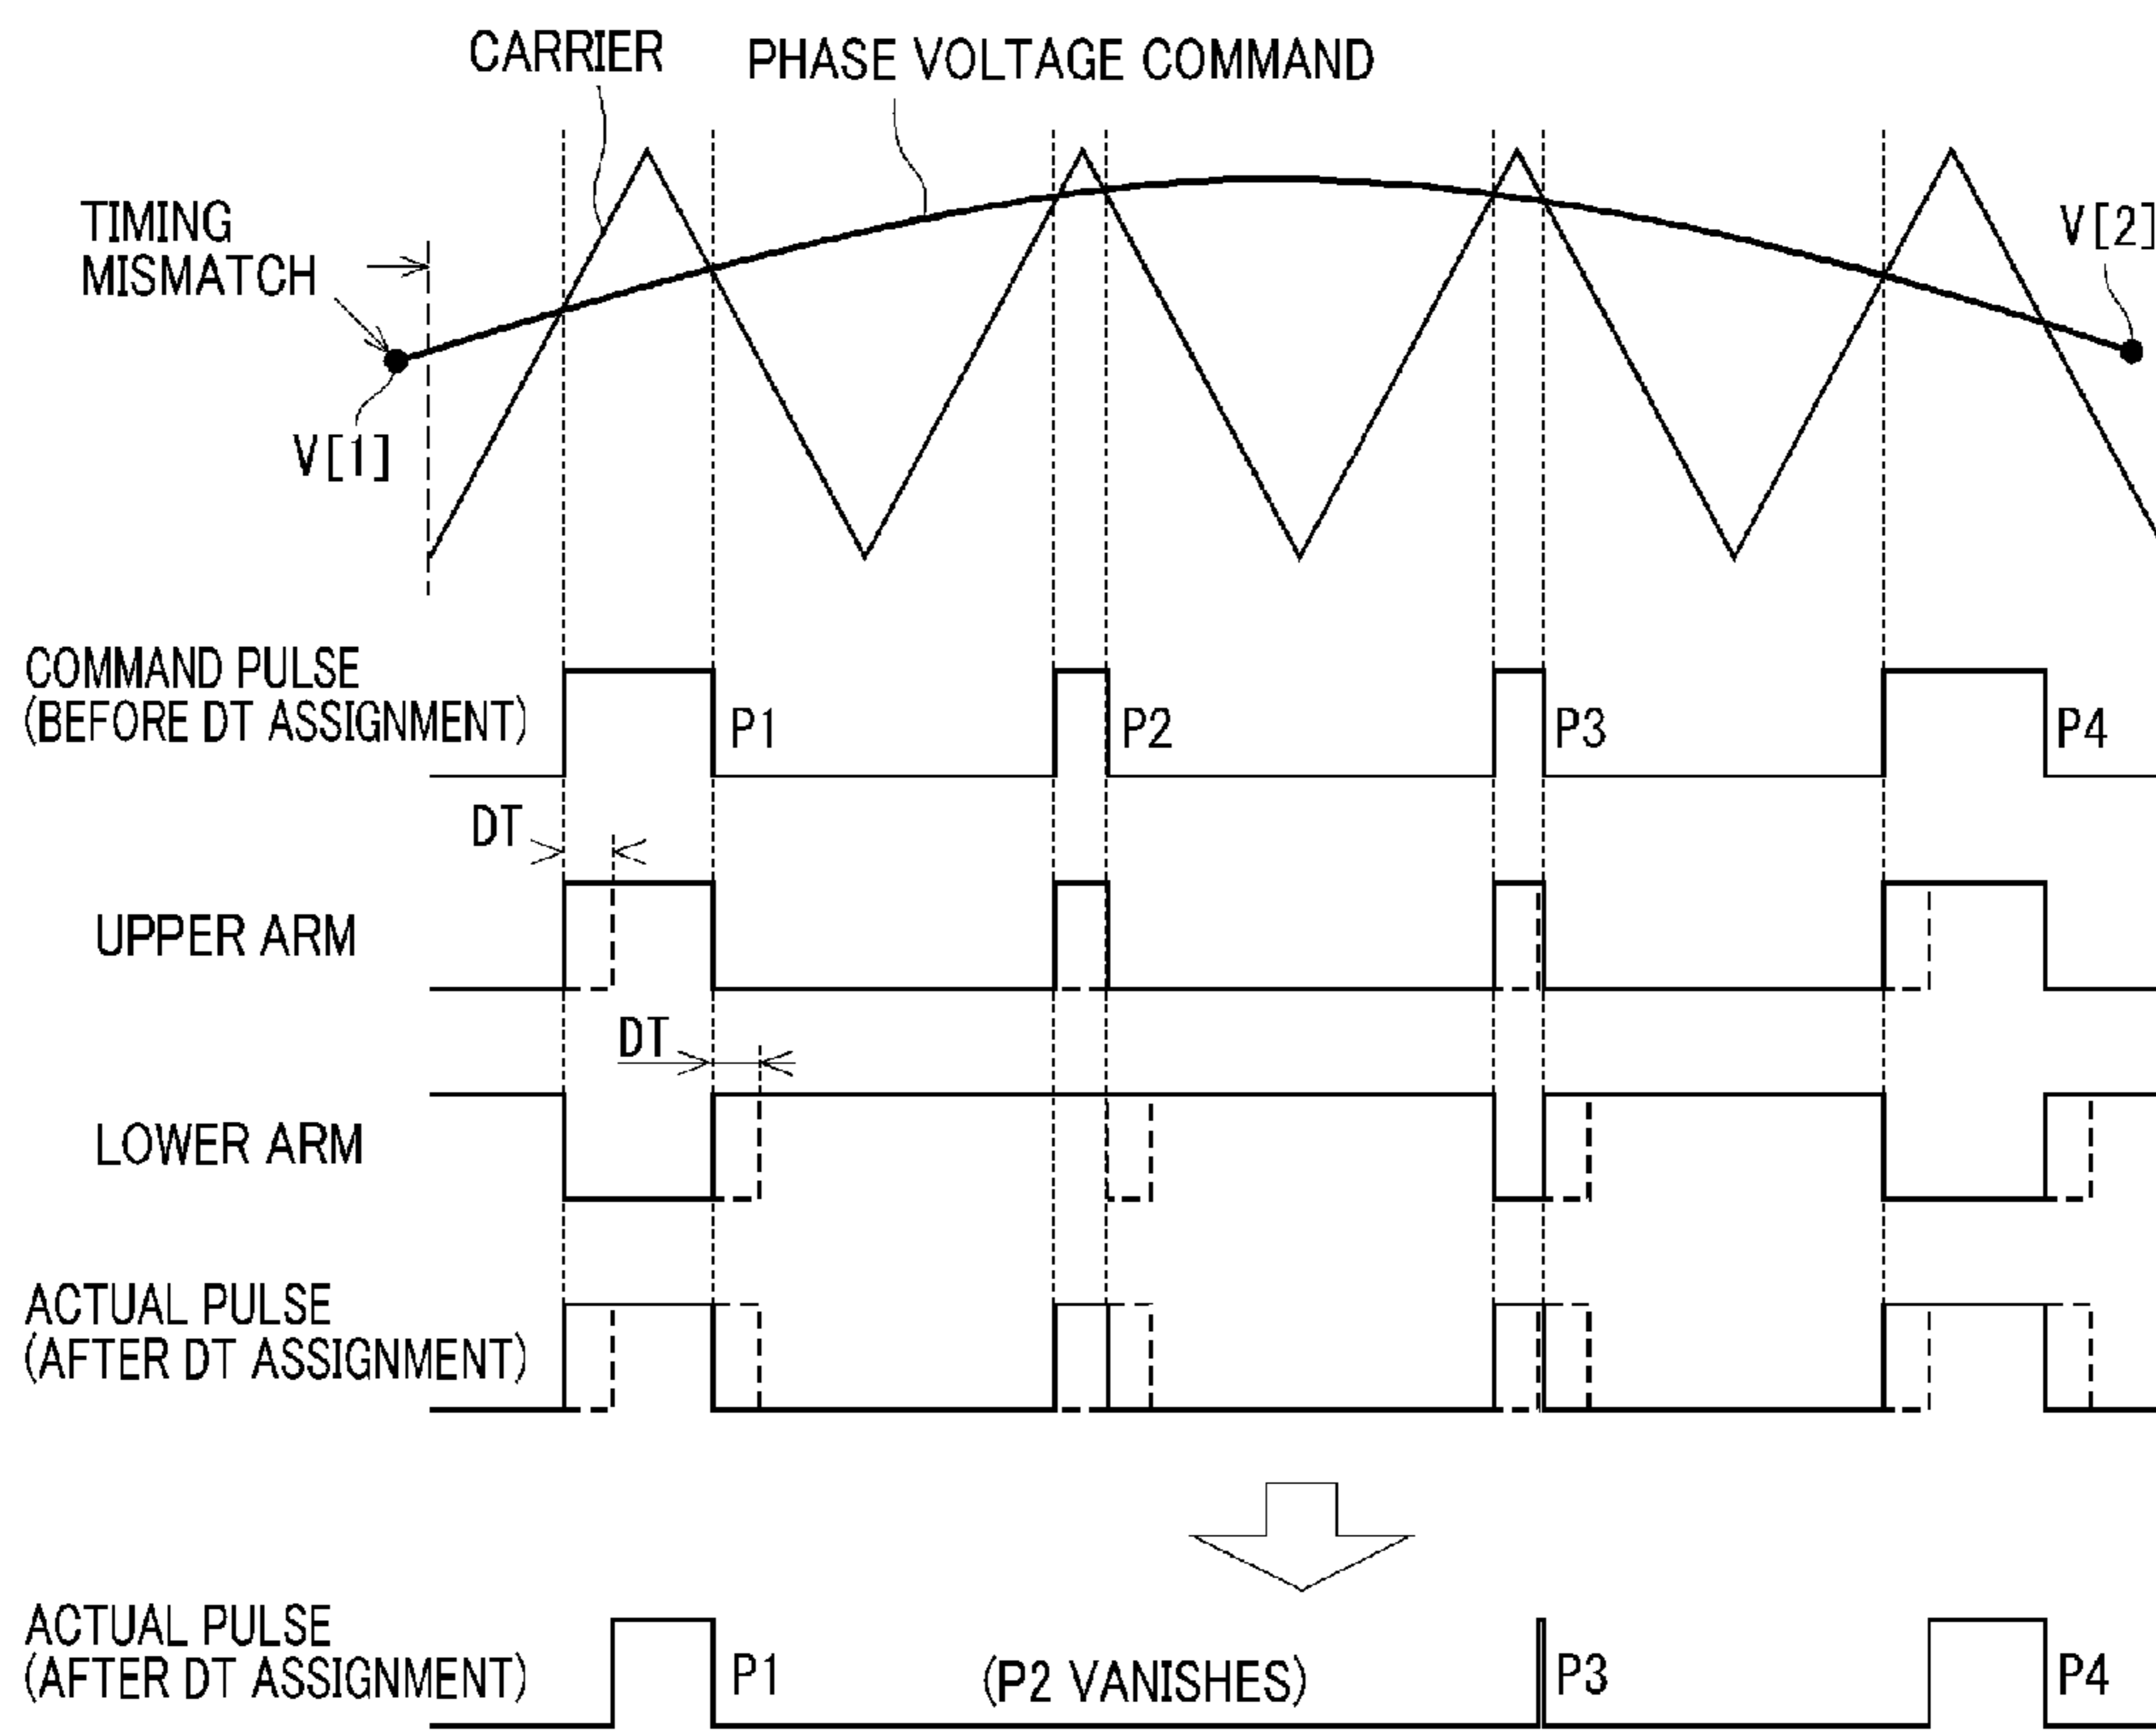 CARRIER
PHASE VOLTAGE COMMAND
TIMING
MISMATCH
V[2]
V[1]
COMMAND PULSE
(BEFORE DT ASSIGNMENT)
P1
P2
P3
P4
DT
UPPER ARM
DT
LOWER ARM
ACTUAL PULSE
(AFTER DT ASSIGNMENT)
ACTUAL PULSE
(AFTER DT ASSIGNMENT)
P1
(P2 VANISHES)
P3
P4